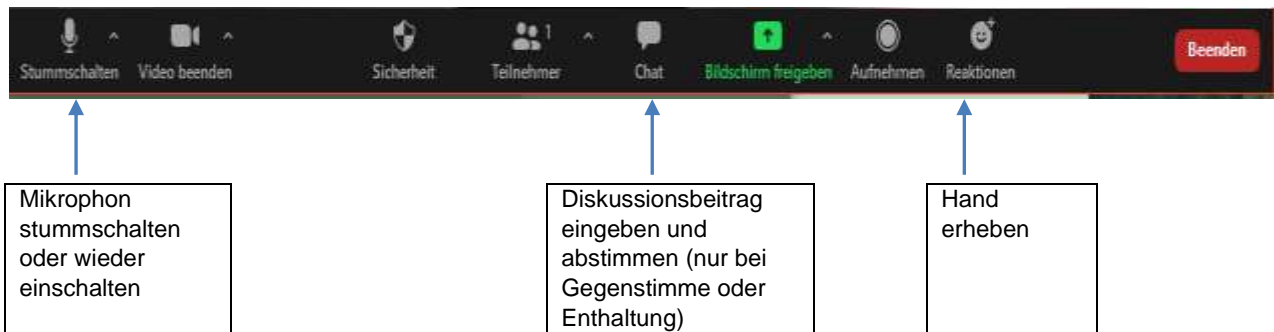 1
Stummschalten Video beenden Sicherheit Teilnehmer Chat Bildschirm freigeben Aufnehmen Reaktionen Beenden
Mikrophon
stummschalten
oder wieder
einschalten
Diskussionsbeitrag
eingeben und
abstimmen (nur bei
Gegenstimme oder
Enthaltung)
Hand
erheben